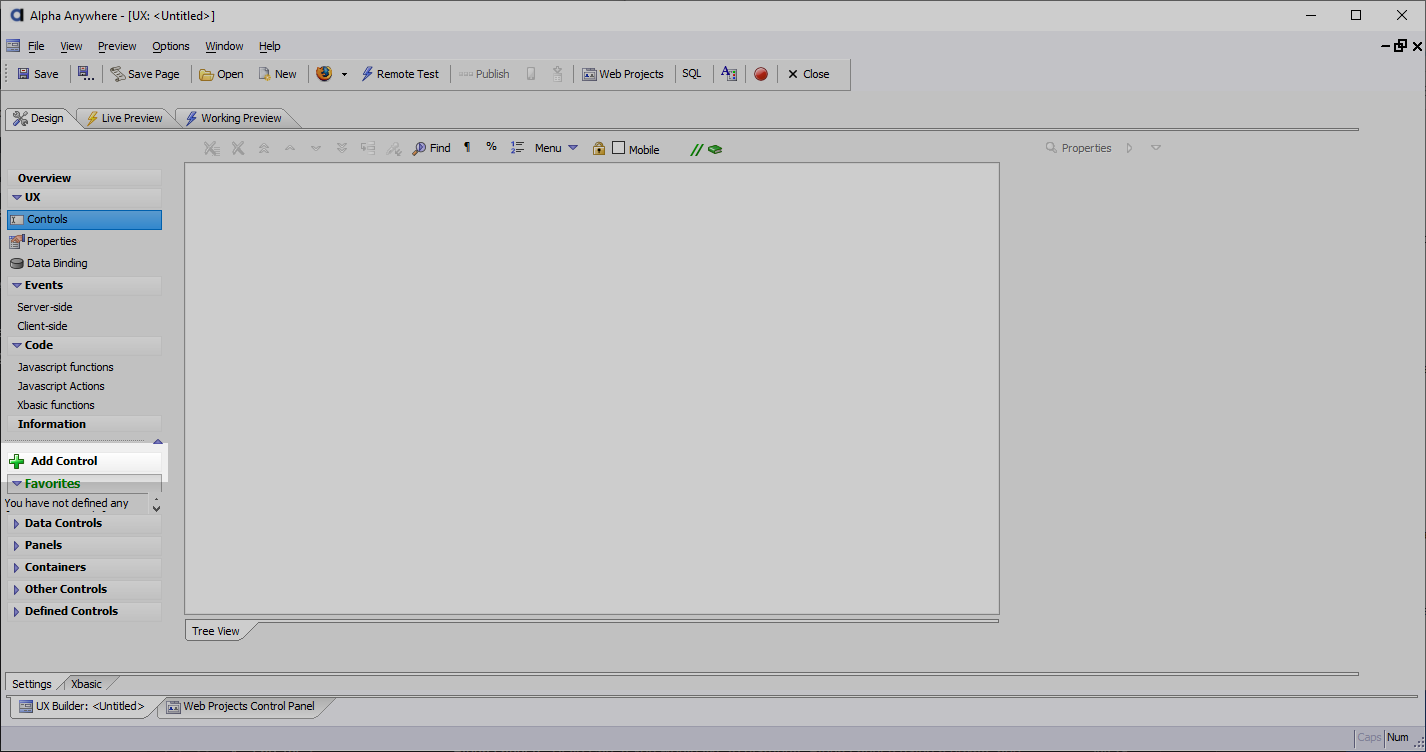 Alpha Anywhere - [UX: <Untitled>]
File View Preview Options Window Help
Save Save Page Open New Remote Test Publish Web Projects SQL Close
Design Live Preview Working Preview
Find ¶ % Menu Mobile // Properties
Overview
UX
Controls
Properties
Data Binding
Events
Server-side
Client-side
Code
Javascript functions
Javascript Actions
Xbasic functions
Information
Add Control
Favorites
You have not defined any
Data Controls
Panels
Containers
Other Controls
Defined Controls
Tree View
Settings Xbasic
UX Builder: <Untitled> Web Projects Control Panel
Caps Num